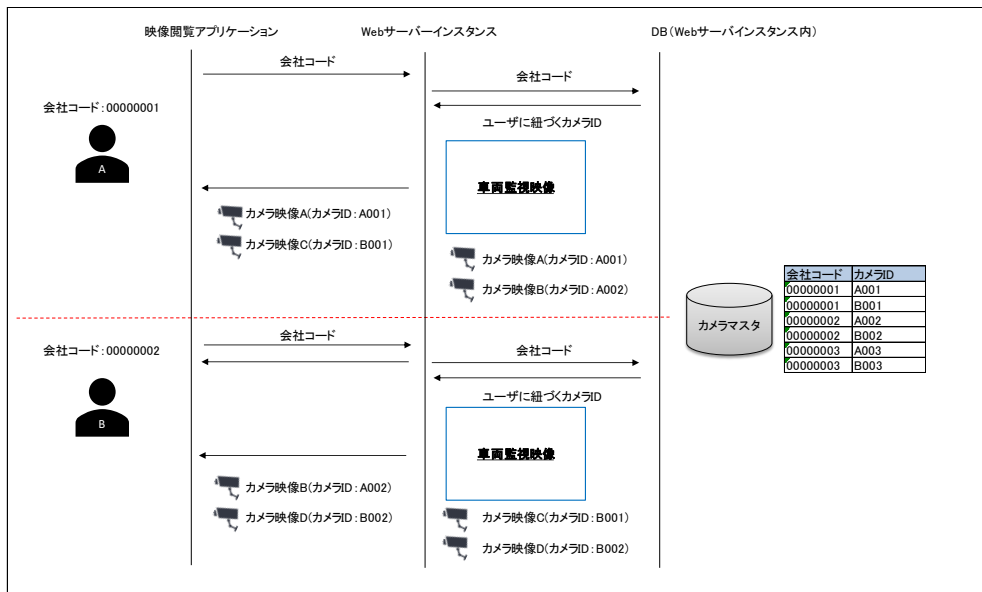 映像閲覧アプリケーション
Webサーバーインスタンス
DB(Webサーバインスタンス内)
会社コード
会社コード
会社コード:00000001
ユーザに紐づくカメラID
A
車両監視映像
カメラ映像A(カメラID:A001)
カメラ映像C(カメラID:B001)
カメラ映像A(カメラID:A001)
カメラ映像B(カメラID:A002)
会社コード カメラID
00000001 A001
00000001 B001
00000002 A002
00000002 B002
00000003 A003
00000003 B003
カメラマスタ
会社コード
会社コード:00000002
会社コード
ユーザに紐づくカメラID
B
車両監視映像
カメラ映像B(カメラID:A002)
カメラ映像D(カメラID:B002)
カメラ映像C(カメラID:B001)
カメラ映像D(カメラID:B002)